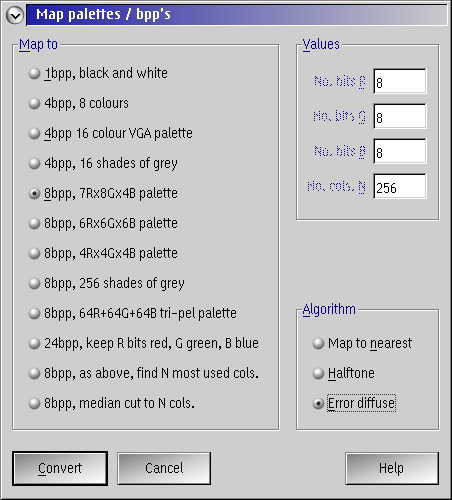 Map palettes / bpp's
Map to
1bpp, black and white
4bpp, 8 colours
4bpp 16 colour VGA palette
4bpp, 16 shades of grey
8bpp, 7Rx8Gx4B palette
8bpp, 6Rx6Gx6B palette
8bpp, 4Rx4Gx4B palette
8bpp, 256 shades of grey
8bpp, 64R+64G+64B tri-pel palette
24bpp, keep R bits red, G green, B blue
8bpp, as above, find N most used cols.
8bpp, median cut to N cols.
Values
No. bits R 8
No. bits G 8
No. bits B 8
No. cols. N 256
Algorithm
Map to nearest
Halftone
Error diffuse
Convert
Cancel
Help